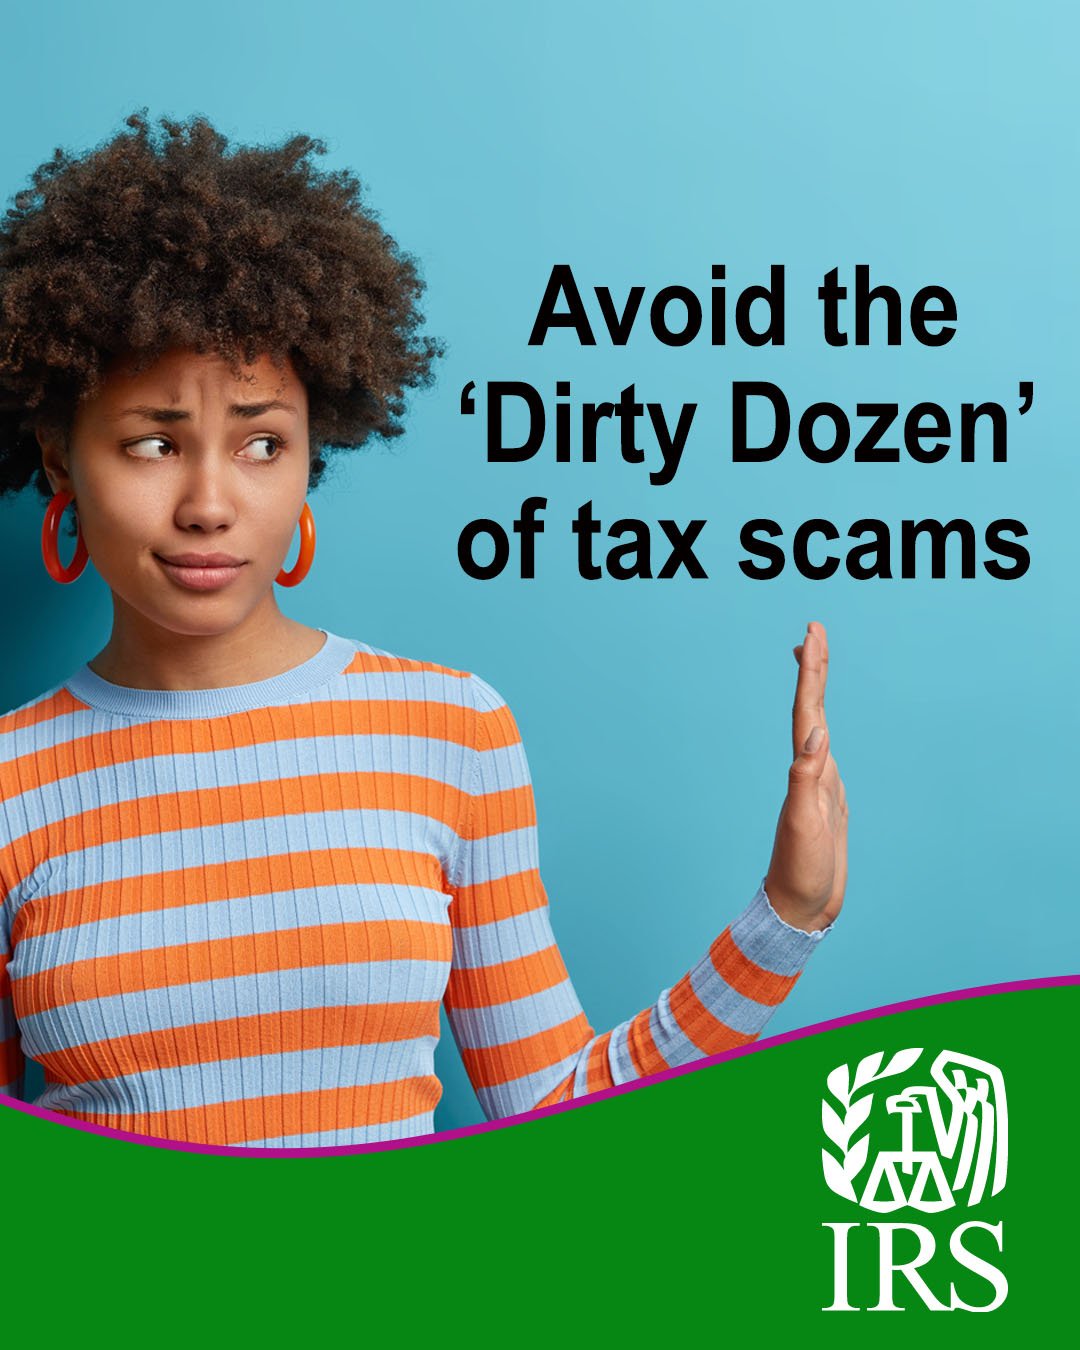 Avoid the
‘Dirty Dozen’
of tax scams
IRS